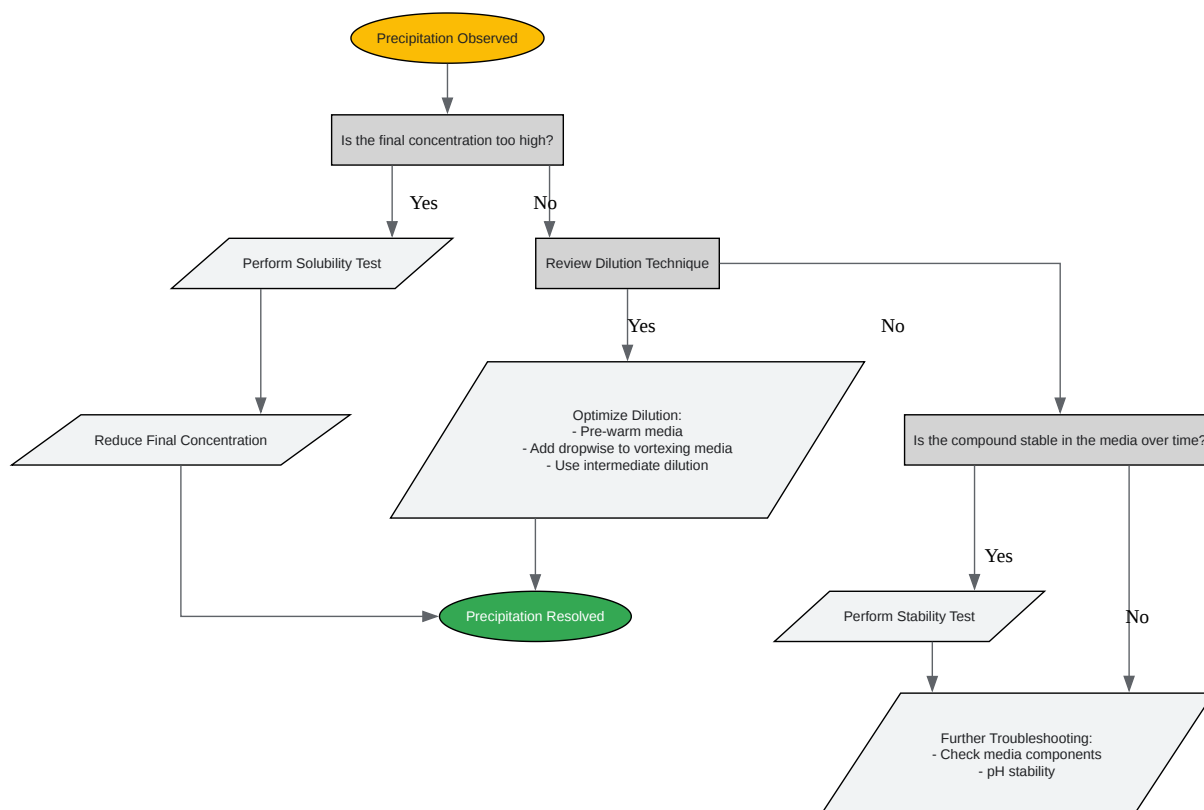 Precipitation Observed
Is the final concentration too high?
Yes
No
Perform Solubility Test
Review Dilution Technique
Yes
No
Optimize Dilution:
- Pre-warm media
- Add dropwise to vortexing media
- Use intermediate dilution
Reduce Final Concentration
Is the compound stable in the media over time?
Yes
No
Precipitation Resolved
Perform Stability Test
Further Troubleshooting:
- Check media components
- pH stability